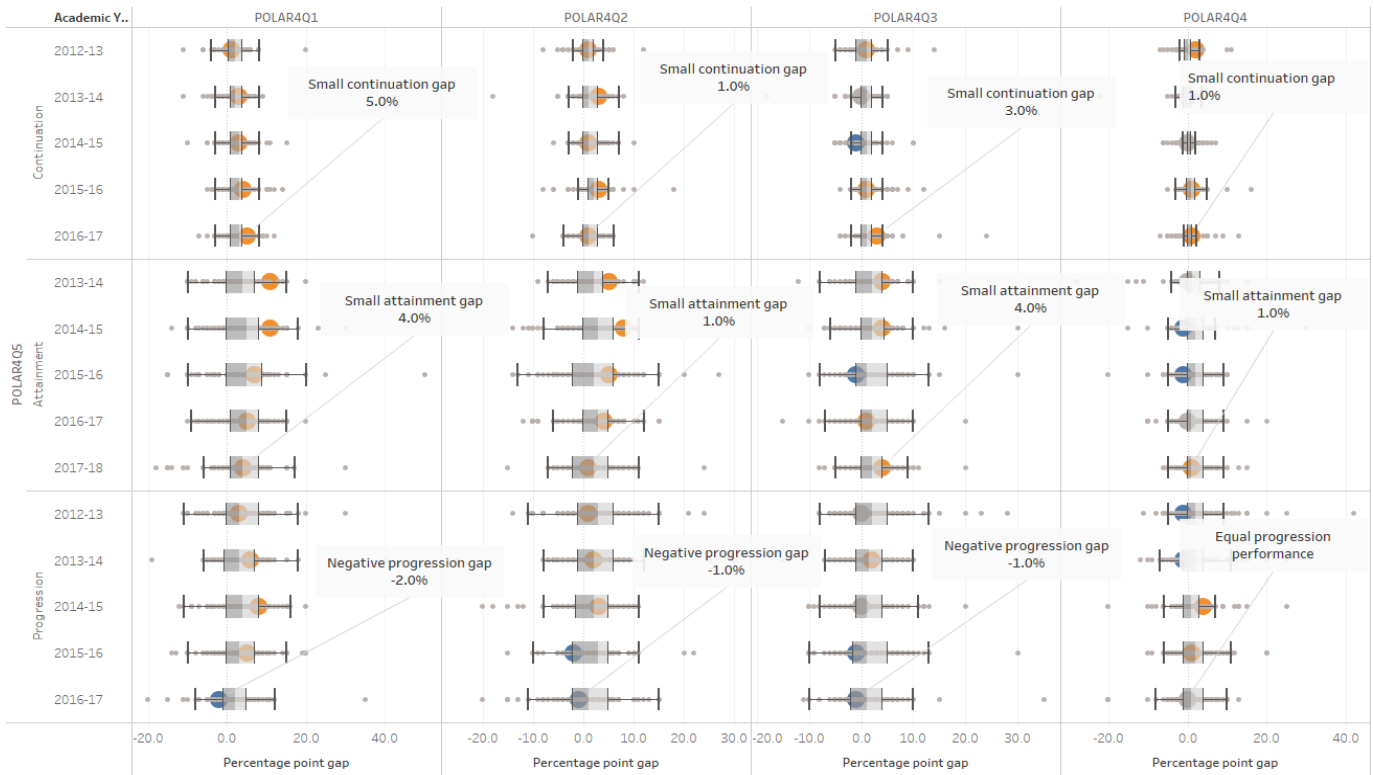 Academic Y.. POLAR4Q1 POLAR4Q2 POLAR4Q3 POLAR4Q4
POLAR4Q5
Continuation
2012-13
2013-14
2014-15
2015-16
2016-17
Small continuation gap
5.0%
Small continuation gap
1.0%
Small continuation gap
3.0%
Small continuation gap
1.0%
Attainment
2013-14
2014-15
2015-16
2016-17
2017-18
Small attainment gap
4.0%
Small attainment gap
1.0%
Small attainment gap
4.0%
Small attainment gap
1.0%
Progression
2012-13
2013-14
2014-15
2015-16
2016-17
Negative progression gap
-2.0%
Negative progression gap
-1.0%
Negative progression gap
-1.0%
Equal progression
performance
-20.0 0.0 20.0 40.0 -20.0 -10.0 0.0 10.0 20.0 30.0 -20.0 -10.0 0.0 10.0 20.0 30.0 -20.0 0.0 20.0 40.0
Percentage point gap Percentage point gap Percentage point gap Percentage point gap